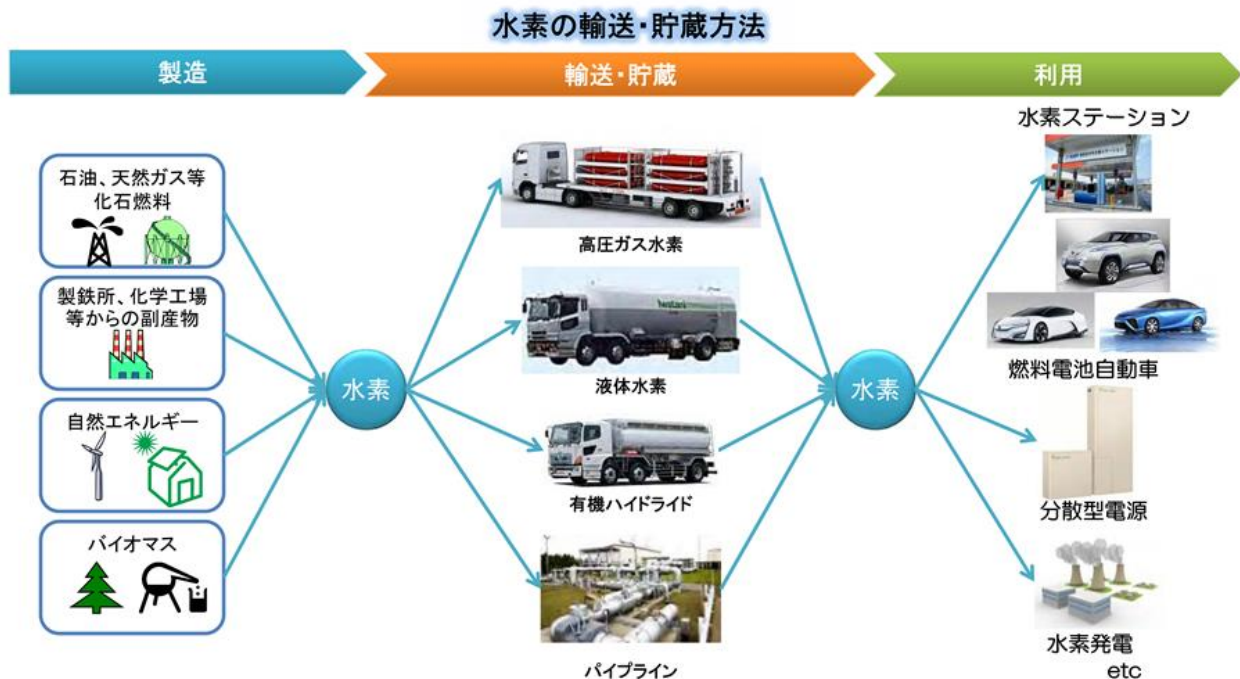 水素の輸送・貯蔵方法
製造
輸送・貯蔵
利用
石油、天然ガス等
化石燃料
製鉄所、化学工場
等からの副産物
自然エネルギー
バイオマス
水素
高圧ガス水素
Iwatani
液体水素
有機ハイドライド
パイプライン
水素
水素ステーション
燃料電池自動車
分散型電源
水素発電
etc